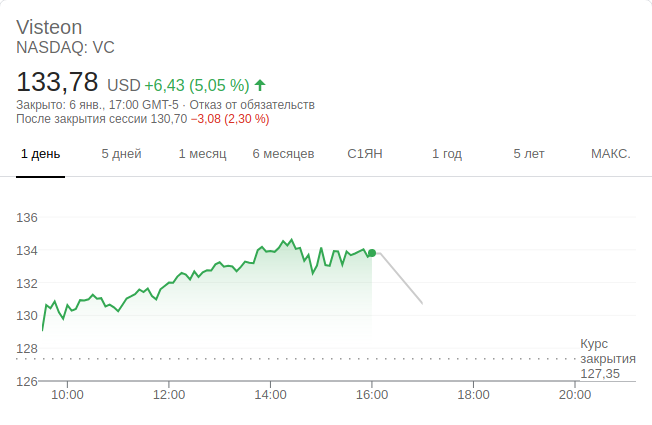 Visteon
NASDAQ: VC
133,78 USD +6,43 (5,05 %)
Закрыто: 6 янв., 17:00 GMT-5 · Отказ от обязательств
После закрытия сессии 130,70 −3,08 (2,30 %)
1 день 5 дней 1 месяц 6 месяцев С1ЯН 1 год 5 лет МАКС.
136
134
132
130
128
126
Курс
закрытия
127,35
10:00 12:00 14:00 16:00 18:00 20:00